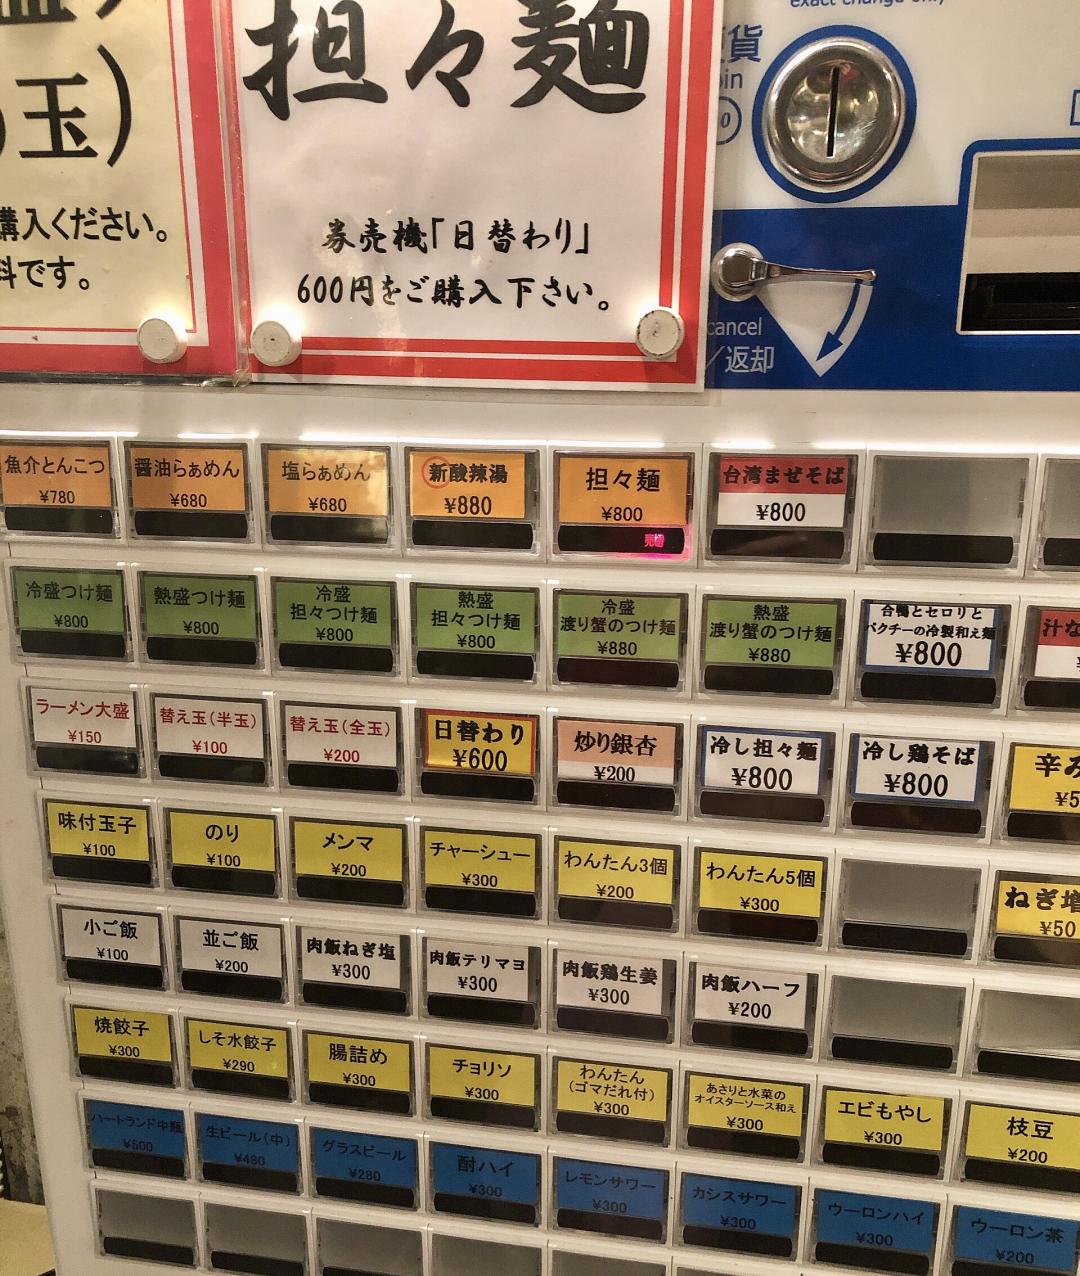 玉)
購入ください。
料です。
担々麺
券売機「日替わり」
600円をご購入下さい。
exact change only
cancel
／返却
魚介とんこつ
¥780
醤油らぁめん
¥680
塩らぁめん
¥680
新酸辣湯
¥880
担々麺
¥800
売切
台湾まぜそば
¥800
冷盛つけ麺
¥800
熱盛つけ麺
¥800
冷盛
担々つけ麺
¥800
熱盛
担々つけ麺
¥800
冷盛
渡り蟹のつけ麺
¥880
熱盛
渡り蟹のつけ麺
¥880
合鴨とセロリと
パクチーの冷製和え麺
¥800
汁な
ラーメン大盛
¥150
替え玉(半玉)
¥100
替え玉(全玉)
¥200
日替わり
¥600
炒り銀杏
¥200
冷し担々麺
¥800
冷し鶏そば
¥800
辛み
¥5
味付玉子
¥100
のり
¥100
メンマ
¥200
チャーシュー
¥300
わんたん3個
¥200
わんたん5個
¥300
ねぎ増
¥50
小ご飯
¥100
並ご飯
¥200
肉飯ねぎ塩
¥300
肉飯テリマヨ
¥300
肉飯鶏生姜
¥300
肉飯ハーフ
¥200
焼餃子
¥300
しそ水餃子
¥290
腸詰め
¥300
チョリソ
¥300
わんたん
(ゴマだれ付)
¥300
あさりと水菜の
オイスターソース和え
¥300
エビもやし
¥300
枝豆
¥200
ハートランド中瓶
¥500
生ビール(中)
¥480
グラスビール
¥280
酎ハイ
¥300
レモンサワー
¥300
カシスサワー
¥300
ウーロンハイ
¥300
ウーロン茶
¥200